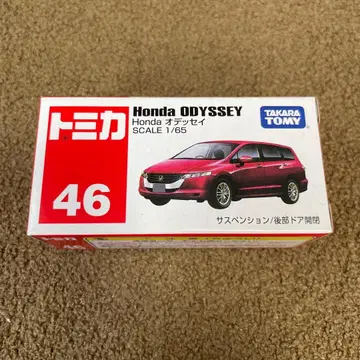 トミカ
46
Honda ODYSSEY
Honda オデッセイ
SCALE 1/65
TAKARA
TOMY
サスペンション/後部ドア開閉